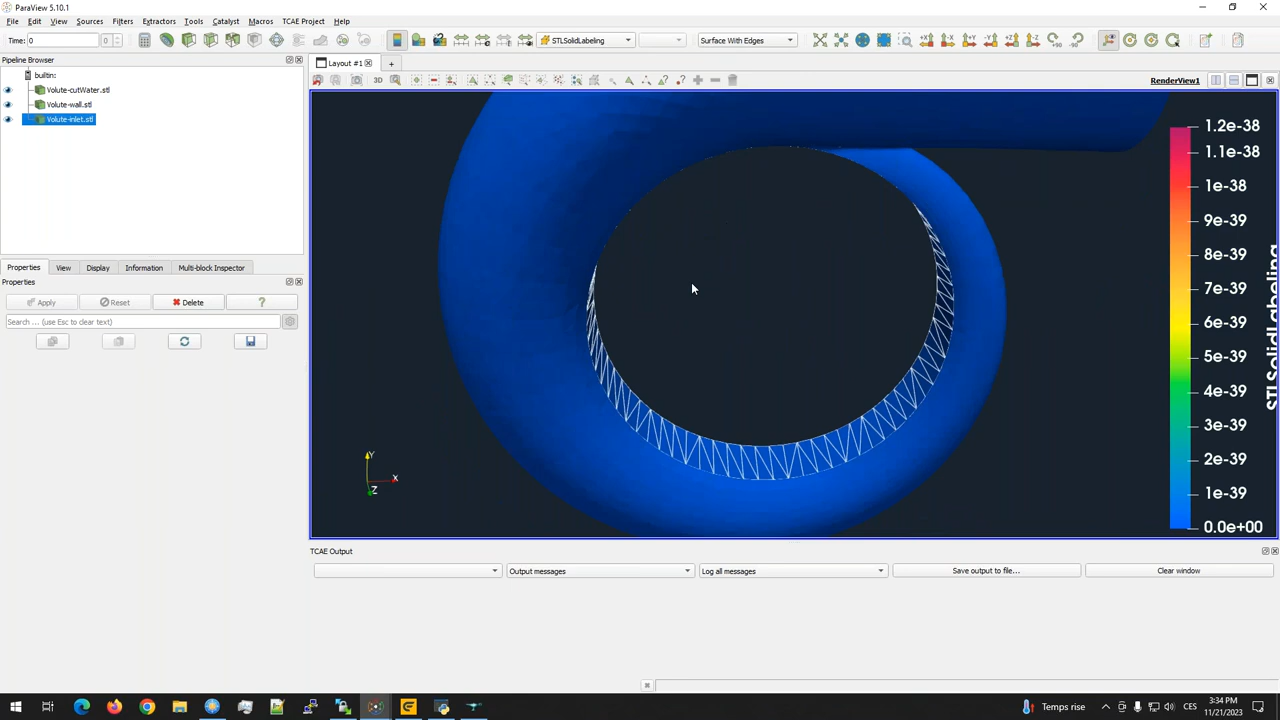 ParaView 5.10.1
File Edit View Sources Filters Extractors Tools Catalyst Macros TCAE Project Help
Time: 0 0 STLSolidLabeling Surface With Edges
Pipeline Browser
Layout #1
builtin:
Volute-cutWater.stl
Volute-wall.stl
Volute-inlet.stl
3D RenderView1
Properties View Display Information Multi-block Inspector
Properties
Apply Reset Delete ?
Search ... (use Esc to clear text)
1.2e-38
1.1e-38
1e-38
9e-39
8e-39
7e-39
6e-39
5e-39
4e-39
3e-39
2e-39
1e-39
0.0e+00
STLSolidLabeling
Y
X
Z
TCAE Output
Output messages Log all messages Save output to file... Clear window
Temps rise CES 3:34 PM
11/21/2023